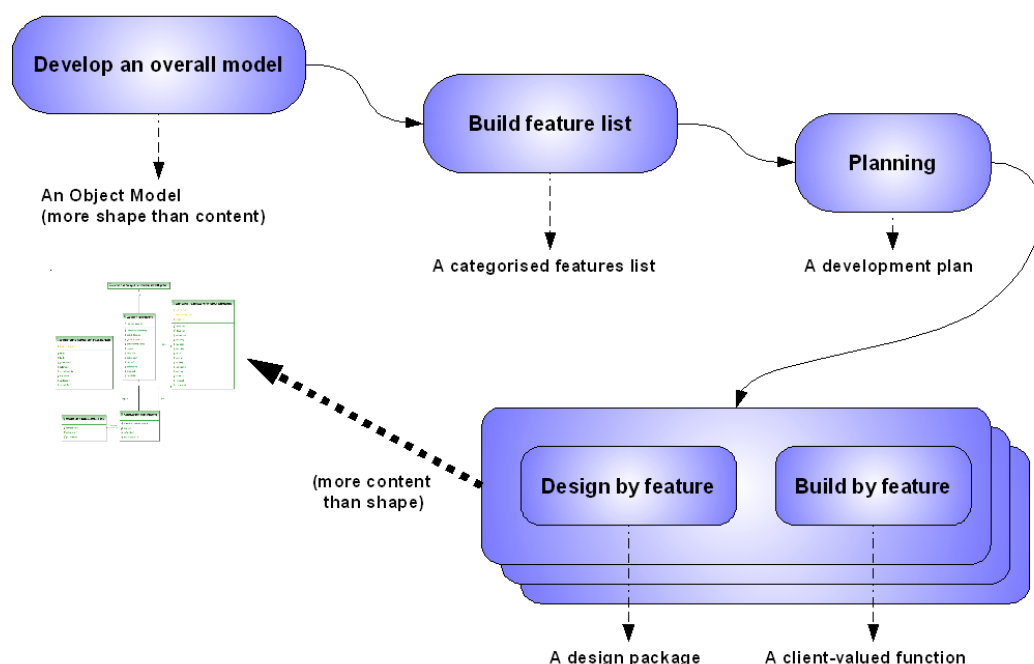 Develop an overall model
Build feature list
Planning
An Object Model
(more shape than content)
A categorised features list
A development plan
(more content
than shape)
Design by feature
Build by feature
A design package
A client-valued function